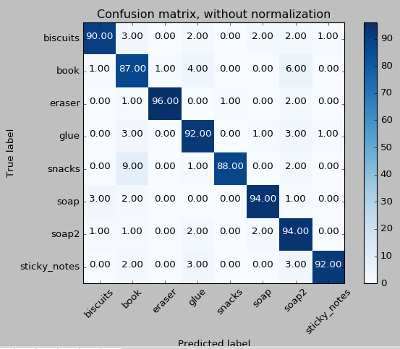 Confusion matrix, without normalization
True label
biscuits 90.00 3.00 0.00 2.00 0.00 2.00 2.00 1.00
book 1.00 87.00 1.00 4.00 0.00 0.00 6.00 0.00
eraser 0.00 1.00 96.00 0.00 1.00 0.00 2.00 0.00
glue 0.00 3.00 0.00 92.00 0.00 1.00 3.00 1.00
snacks 0.00 9.00 0.00 1.00 88.00 0.00 2.00 0.00
soap 3.00 2.00 0.00 0.00 0.00 94.00 1.00 0.00
soap2 1.00 1.00 0.00 2.00 0.00 2.00 94.00 0.00
sticky_notes 0.00 2.00 0.00 3.00 0.00 0.00 3.00 92.00
biscuits book eraser glue snacks soap soap2 sticky_notes
Predicted label
90
80
70
60
50
40
30
20
10
0